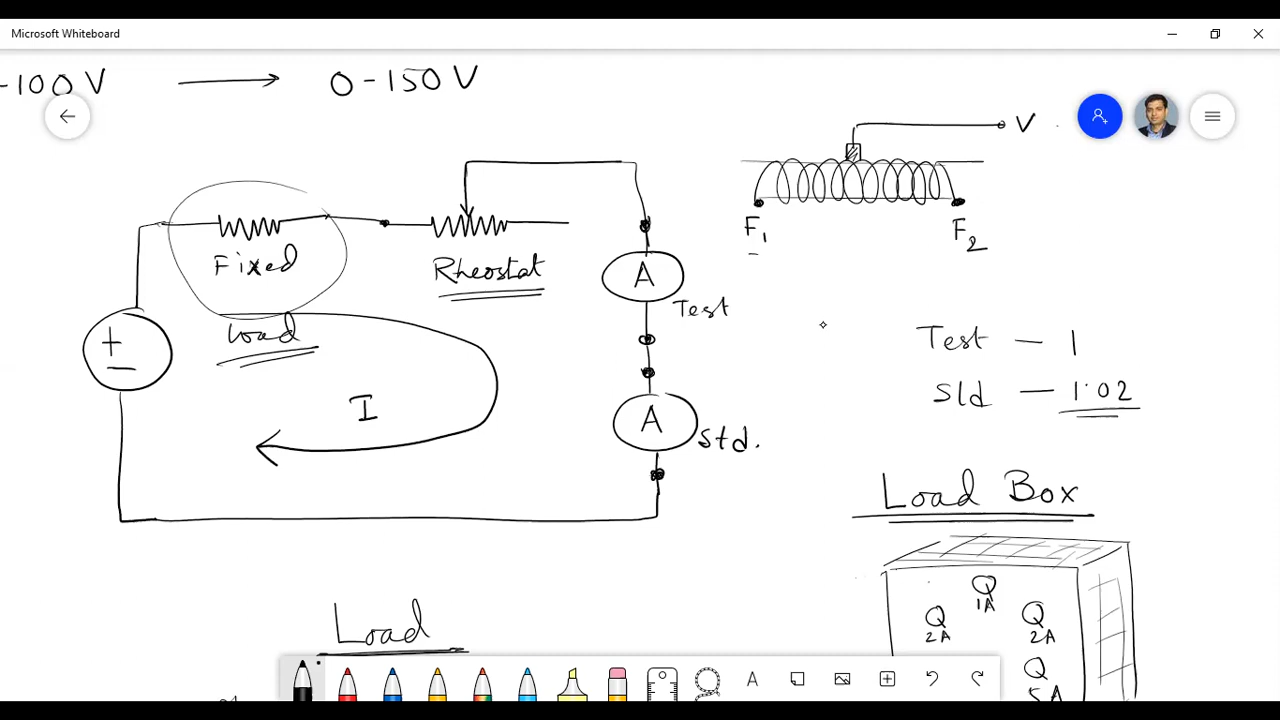 Microsoft Whiteboard
-100 V → 0-150 V
V
F1
F2
Fixed
Rheostat
Load
A
Test
I
A
Std.
Test — 1
Std — 1.02
Load Box
Q
1A
Q
2A
Q
2A
Q
5A
Load
A